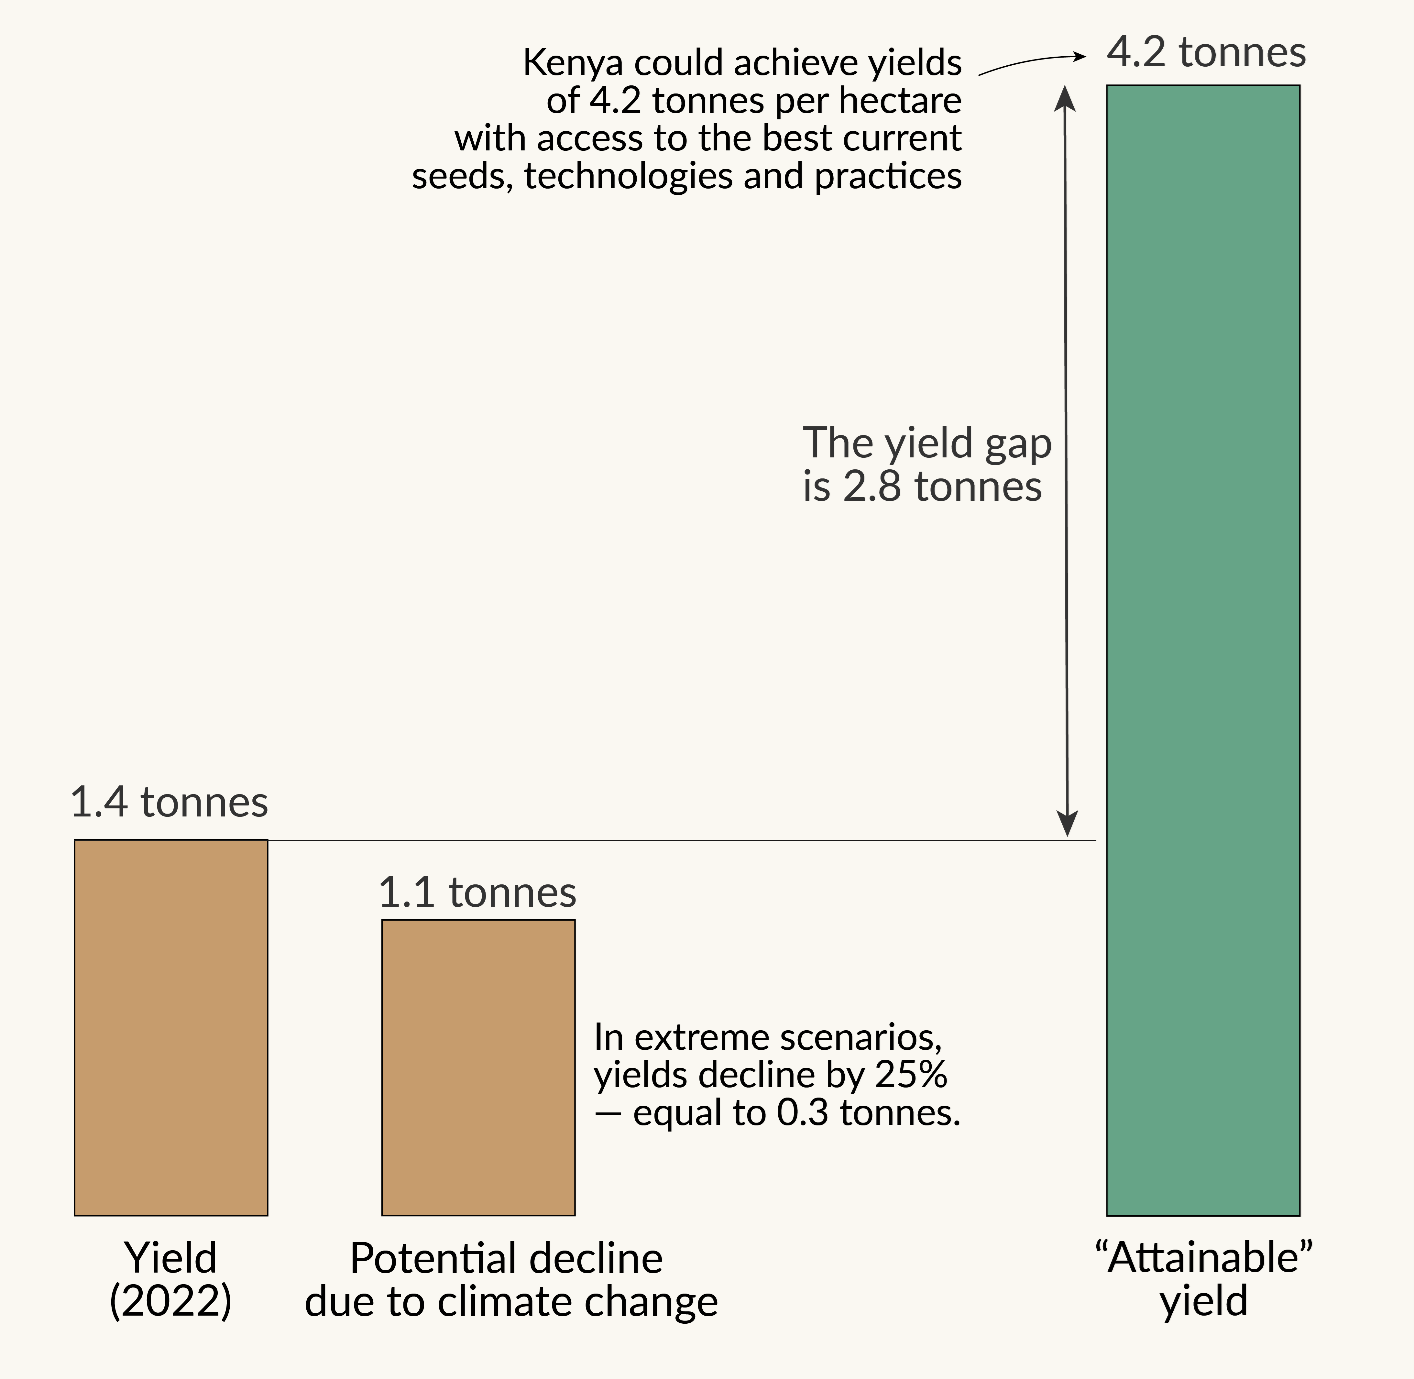 Kenya could achieve yields
of 4.2 tonnes per hectare
with access to the best current
seeds, technologies and practices
4.2 tonnes
The yield gap
is 2.8 tonnes
1.4 tonnes
1.1 tonnes
In extreme scenarios,
yields decline by 25%
— equal to 0.3 tonnes.
Yield
(2022)
Potential decline
due to climate change
“Attainable”
yield